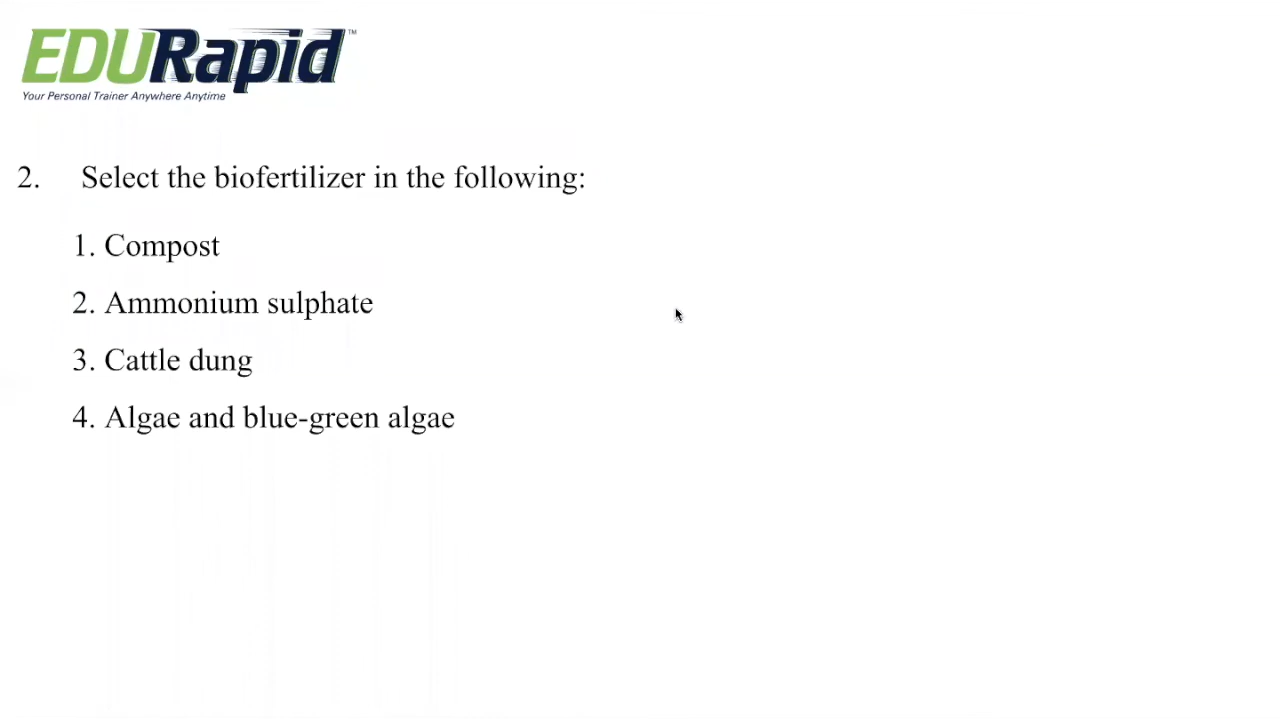 EDURapid™
Your Personal Trainer Anywhere Anytime
2. Select the biofertilizer in the following:
1. Compost
2. Ammonium sulphate
3. Cattle dung
4. Algae and blue-green algae